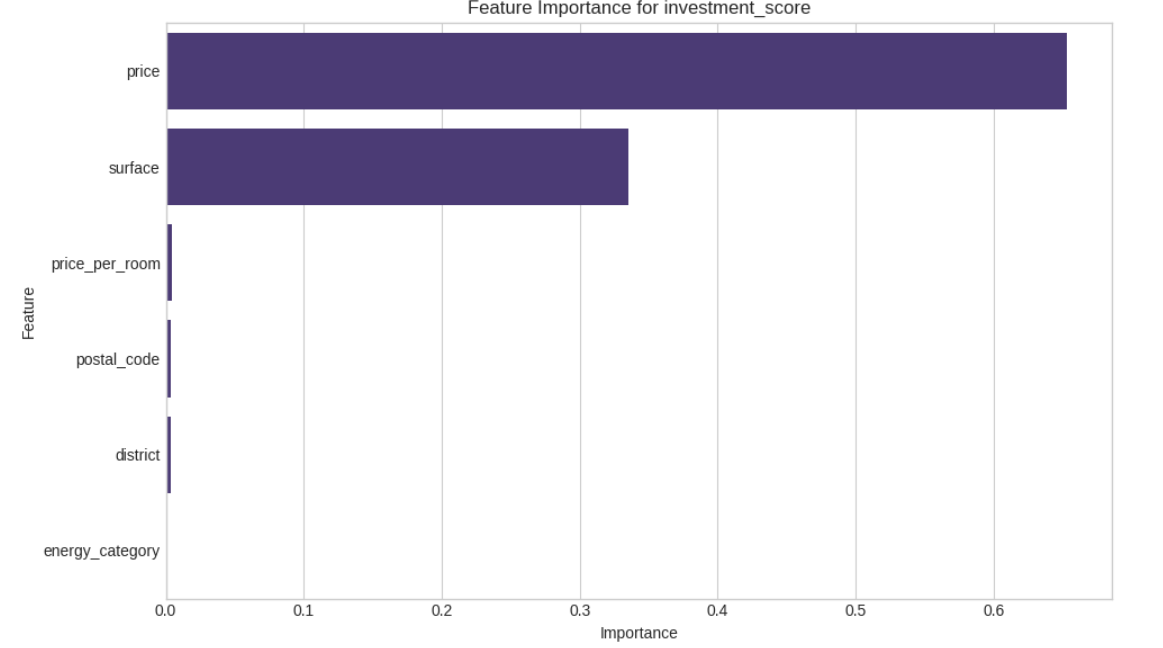 Feature Importance for investment_score
price
surface
price_per_room
postal_code
district
energy_category
Feature
0.0 0.1 0.2 0.3 0.4 0.5 0.6
Importance